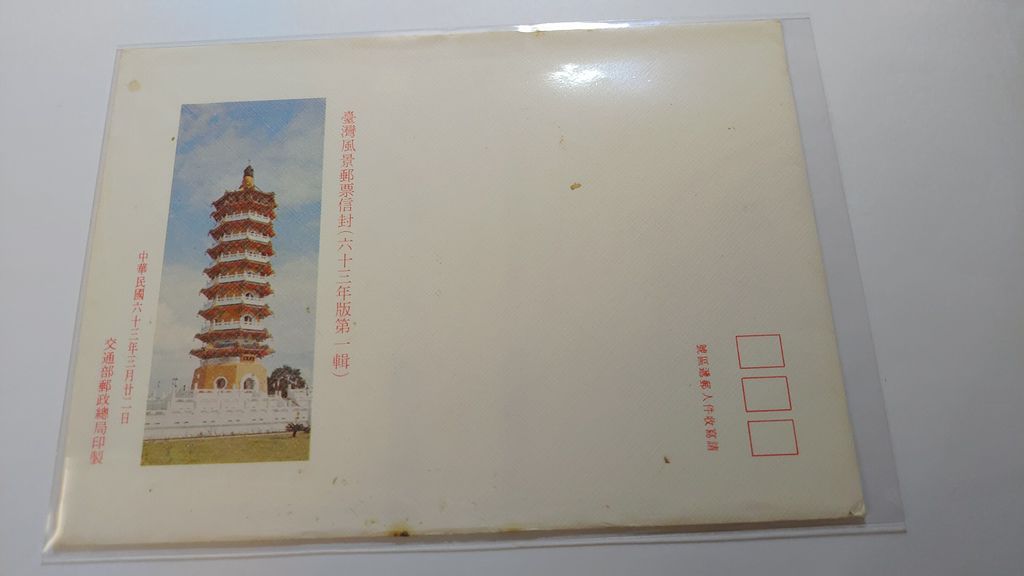 臺灣風景郵票信封(六十三年版第一輯)
中華民國六十三年三月廿二日
交通部郵政總局印製
請寫收件人郵遞區號